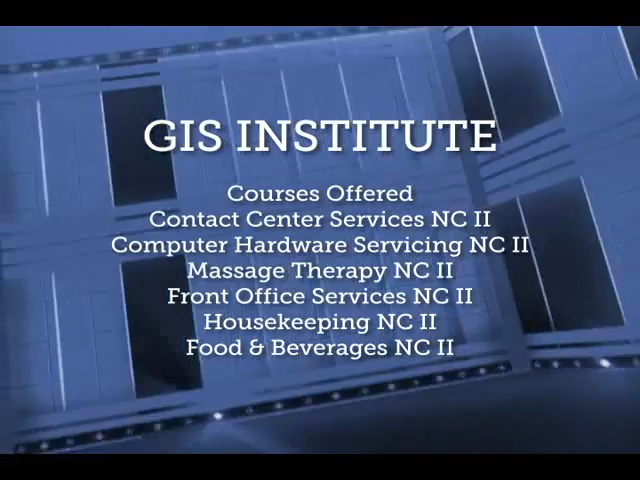 GIS INSTITUTE
Courses Offered
Contact Center Services NC II
Computer Hardware Servicing NC II
Massage Therapy NC II
Front Office Services NC II
Housekeeping NC II
Food & Beverages NC II